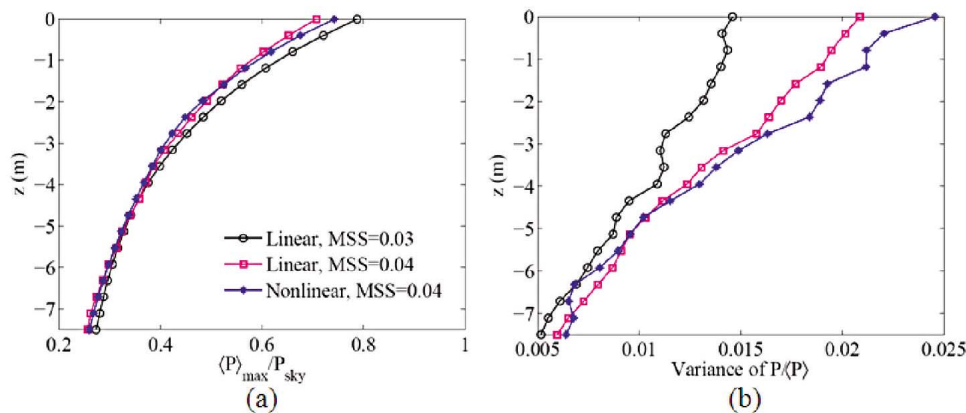 z (m)
0
−1
−2
−3
−4
−5
−6
−7
Linear, MSS=0.03
Linear, MSS=0.04
Nonlinear, MSS=0.04
0.2 0.4 0.6 0.8 1
⟨P⟩max/Psky
(a)
z (m)
0
−1
−2
−3
−4
−5
−6
−7
0.005 0.01 0.015 0.02 0.025
Variance of P/⟨P⟩
(b)